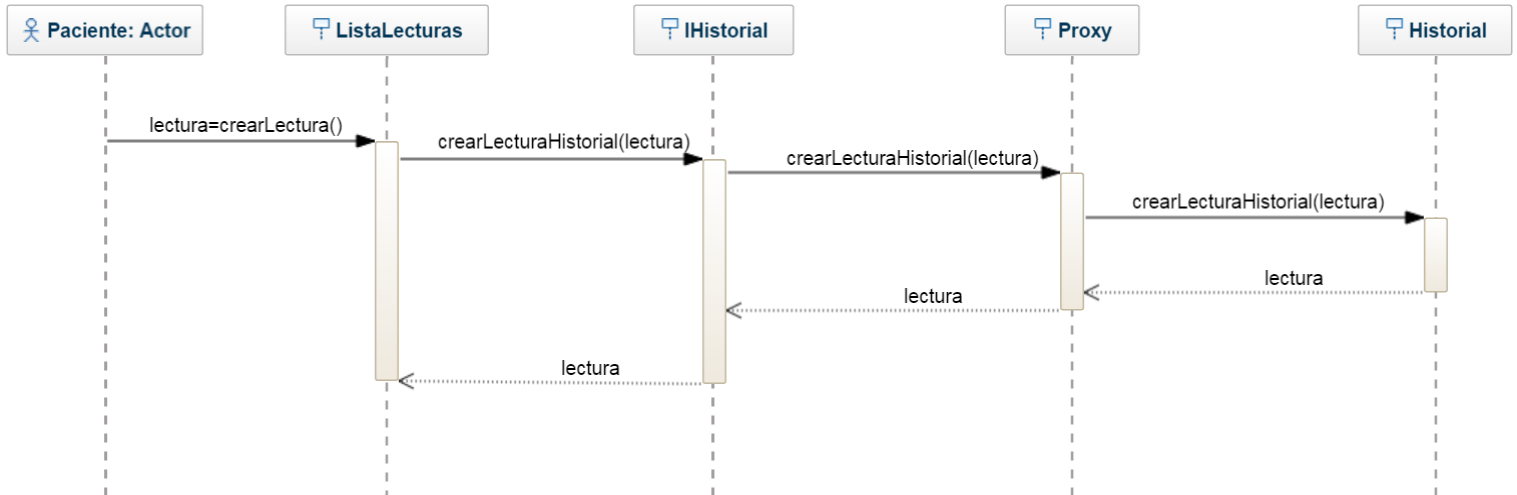 Paciente: Actor
ListaLecturas
IHistorial
Proxy
Historial
lectura=crearLectura()
crearLecturaHistorial(lectura)
crearLecturaHistorial(lectura)
crearLecturaHistorial(lectura)
lectura
lectura
lectura